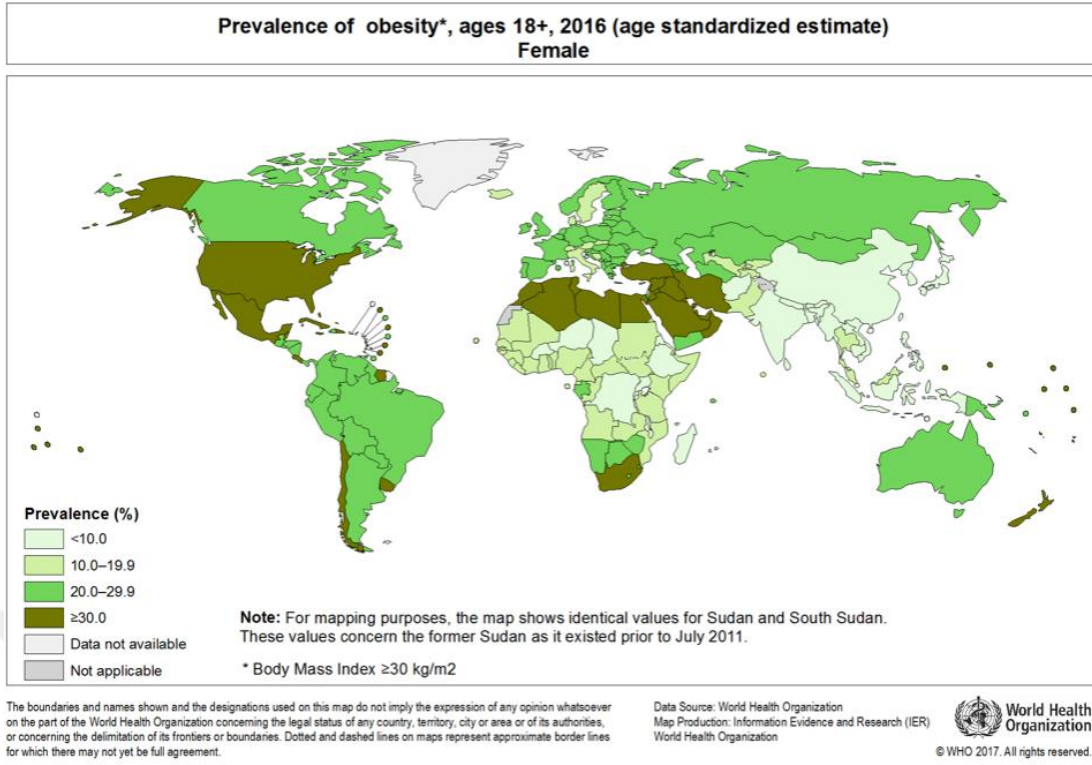 Prevalence of obesity*, ages 18+, 2016 (age standardized estimate)
Female
Prevalence (%)
<10.0
10.0–19.9
20.0–29.9
≥30.0
Data not available
Not applicable
Note: For mapping purposes, the map shows identical values for Sudan and South Sudan.
These values concern the former Sudan as it existed prior to July 2011.
* Body Mass Index ≥30 kg/m2
The boundaries and names shown and the designations used on this map do not imply the expression of any opinion whatsoever
on the part of the World Health Organization concerning the legal status of any country, territory, city or area or of its authorities,
or concerning the delimitation of its frontiers or boundaries. Dotted and dashed lines on maps represent approximate border lines
for which there may not yet be full agreement.
Data Source: World Health Organization
Map Production: Information Evidence and Research (IER)
World Health Organization
World Health
Organization
© WHO 2017. All rights reserved.